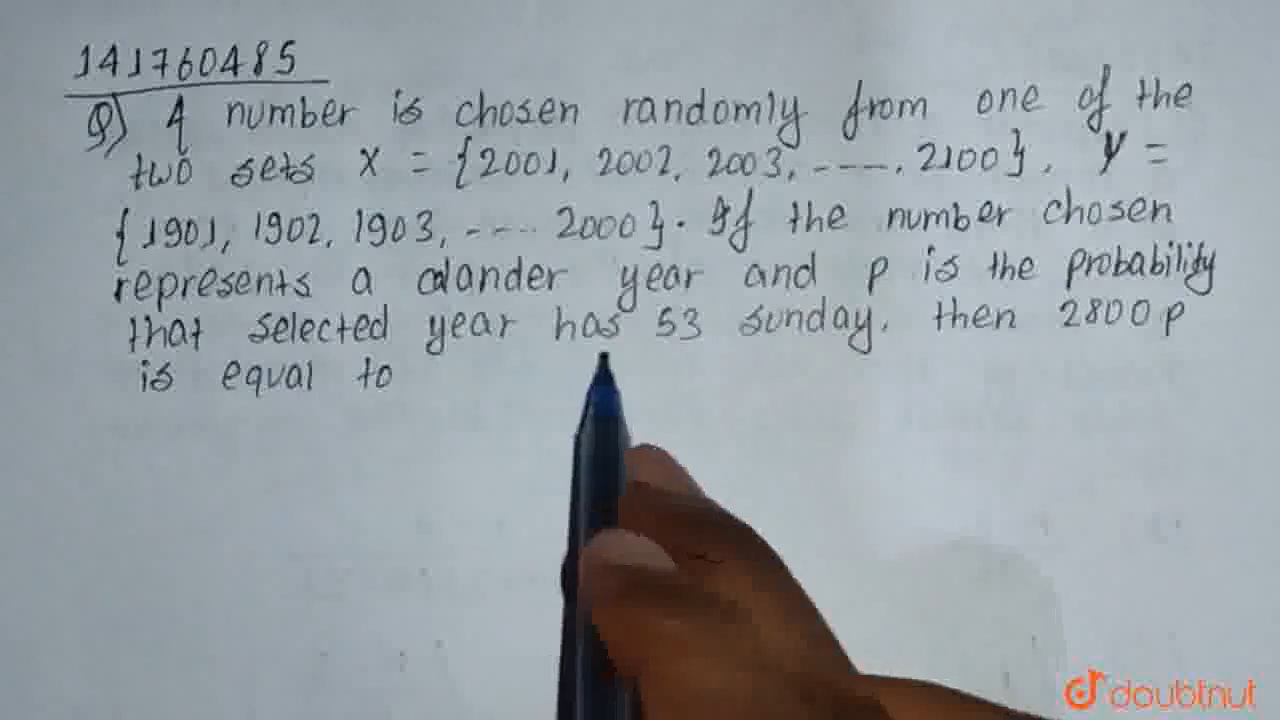 141760485
Q) A number is chosen randomly from one of the
two sets X = {2001, 2002, 2003, ----, 2100}, Y =
{1901, 1902, 1903, ---- 2000}. If the number chosen
represents a calander year and p is the probability
that selected year has 53 sunday, then 2800 p
is equal to
doubtnut